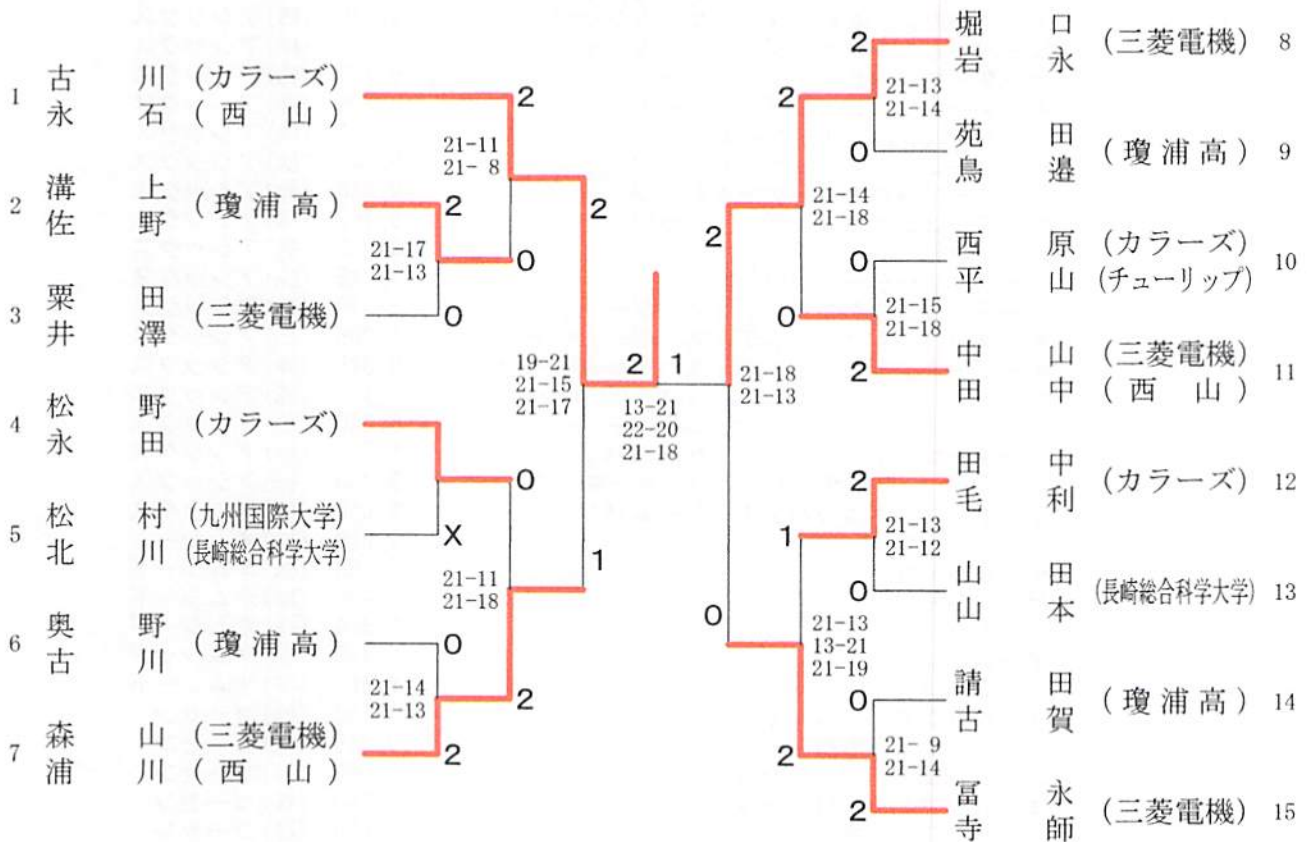 1 古川 (カラーズ)
永石 (西山)
2 溝上 (瓊浦高)
佐野
3 粟田 (三菱電機)
井澤
4 松野 (カラーズ)
永田
5 松村 (九州国際大学)
北川 (長崎総合科学大学)
6 奥野 (瓊浦高)
古川
7 森山 (三菱電機)
浦川 (西山)
2
21-11
21- 8
2
0
21-17
21-13
0
2
19-21
21-15
21-17
0
X
21-11
21-18
1
0
21-14
21-13
2
2
2 1
13-21
22-20
21-18
2
21-13
21-14
0
2
21-14
21-18
2
0
0
21-15
21-18
2
21-18
21-13
2
21-13
21-12
0
1
0
21-13
13-21
21-19
0
2
21- 9
21-14
2
堀口 (三菱電機) 8
岩永
苑田 (瓊浦高) 9
鳥邉
西原 (カラーズ) 10
平山 (チューリップ)
中山 (三菱電機) 11
田中 (西山)
田中 (カラーズ) 12
毛利
山田 (長崎総合科学大学) 13
山本
請田 (瓊浦高) 14
古賀
冨永 (三菱電機) 15
寺師